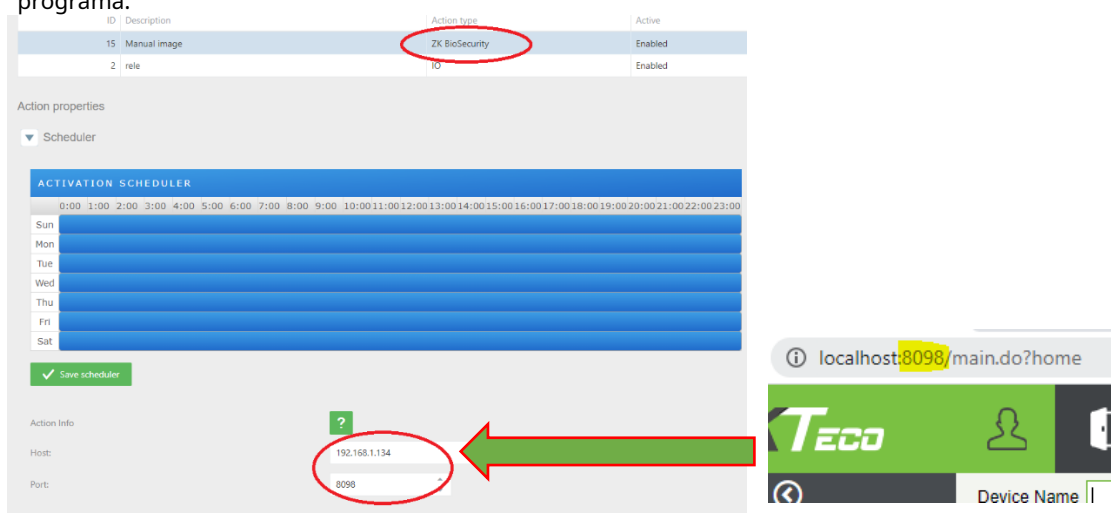 programa.
ID Description Action type Active
15 Manual image ZK BioSecurity Enabled
2 rele IO Enabled
Action properties
Scheduler
ACTIVATION SCHEDULER
0:00 1:00 2:00 3:00 4:00 5:00 6:00 7:00 8:00 9:00 10:00 11:00 12:00 13:00 14:00 15:00 16:00 17:00 18:00 19:00 20:00 21:00 22:00 23:00
Sun
Mon
Tue
Wed
Thu
Fri
Sat
Save scheduler
Action Info ?
Host: 192.168.1.134
Port: 8098
localhost:8098/main.do?home
KTECO
Device Name